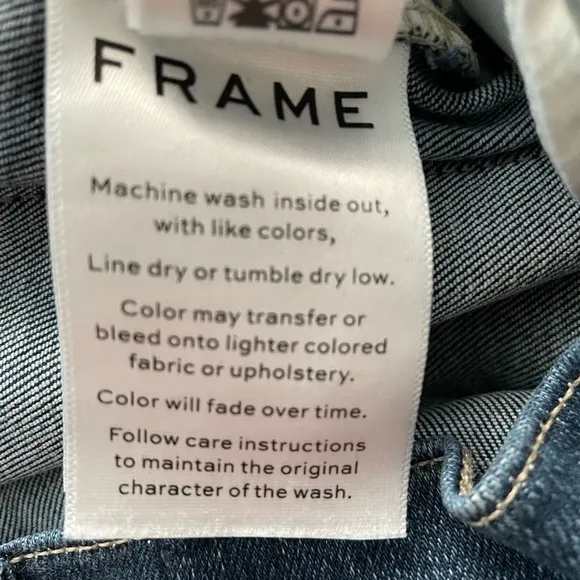 FRAME
Machine wash inside out,
with like colors,
Line dry or tumble dry low.
Color may transfer or
bleed onto lighter colored
fabric or upholstery.
Color will fade over time.
Follow care instructions
to maintain the original
character of the wash.